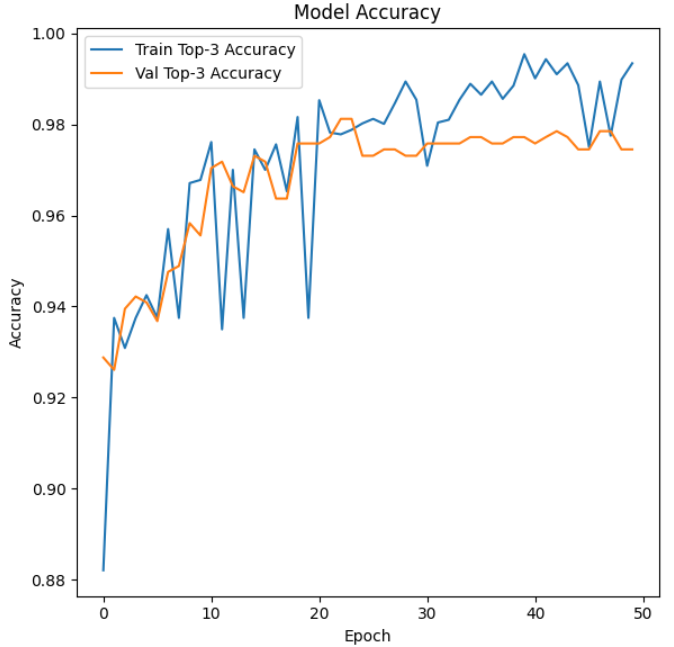 Model Accuracy
Train Top-3 Accuracy
Val Top-3 Accuracy
1.00
0.98
0.96
0.94
0.92
0.90
0.88
Accuracy
0 10 20 30 40 50
Epoch